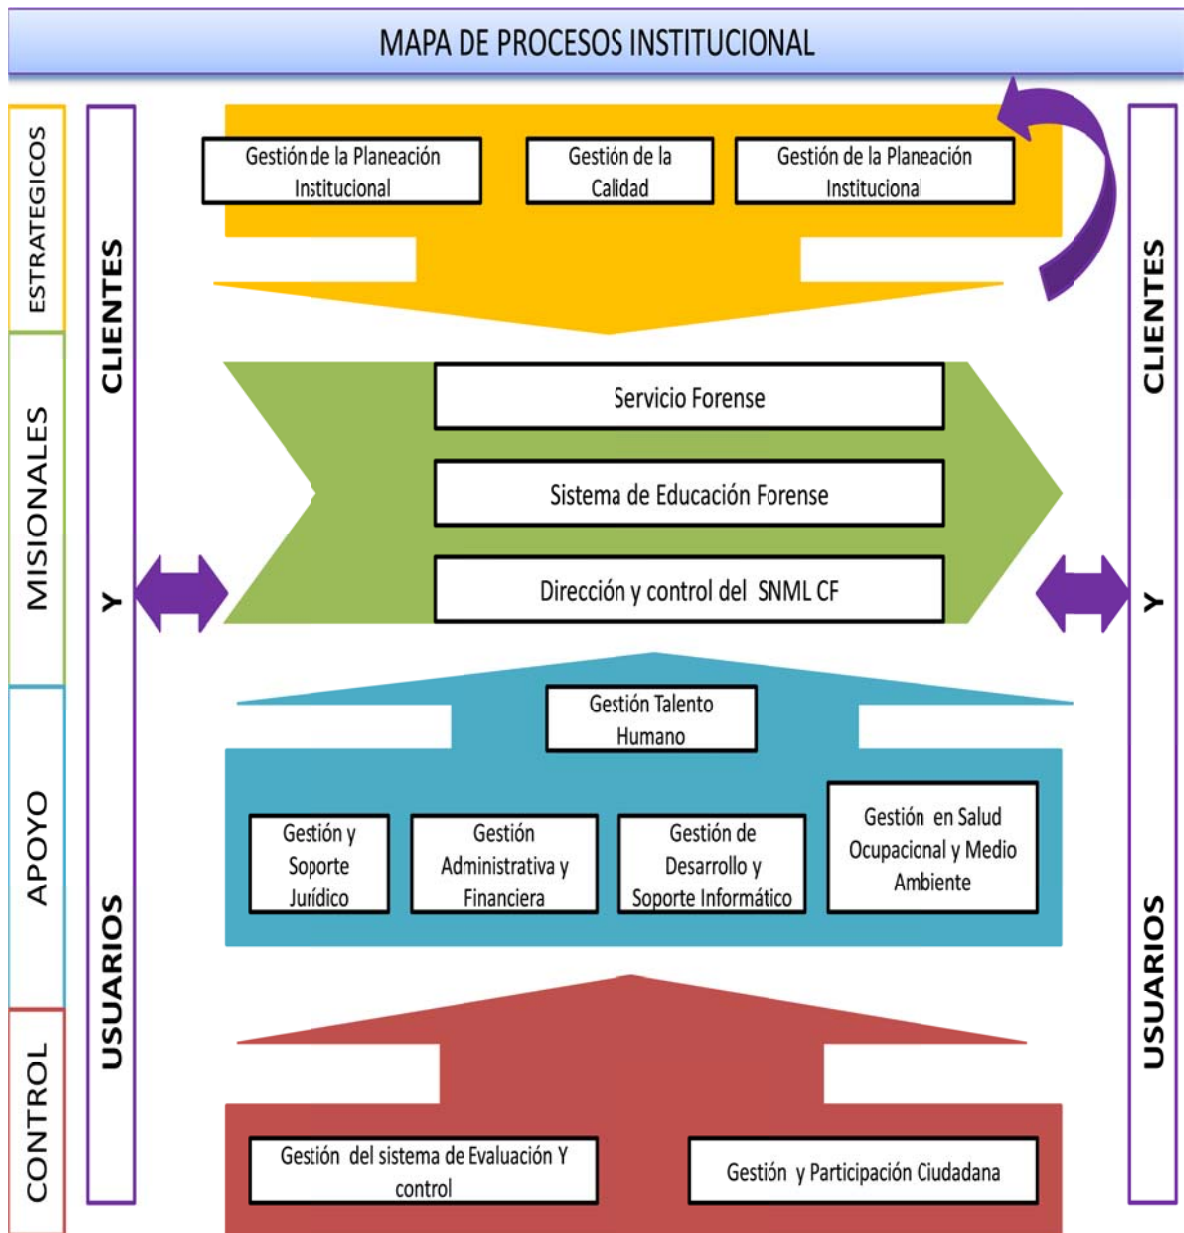 MAPA DE PROCESOS INSTITUCIONAL
ESTRATEGICOS
MISIONALES
APOYO
CONTROL
USUARIOS Y CLIENTES
Gestión de la Planeación
Institucional
Gestión de la
Calidad
Gestión de la Planeación
Institucional
Servicio Forense
Sistema de Educación Forense
Dirección y control del SNML CF
Gestión Talento
Humano
Gestión y
Soporte
Jurídico
Gestión
Administrativa y
Financiera
Gestión de
Desarrollo y
Soporte Informático
Gestión en Salud
Ocupacional y Medio
Ambiente
Gestión del sistema de Evaluación Y
control
Gestión y Participación Ciudadana
USUARIOS Y CLIENTES